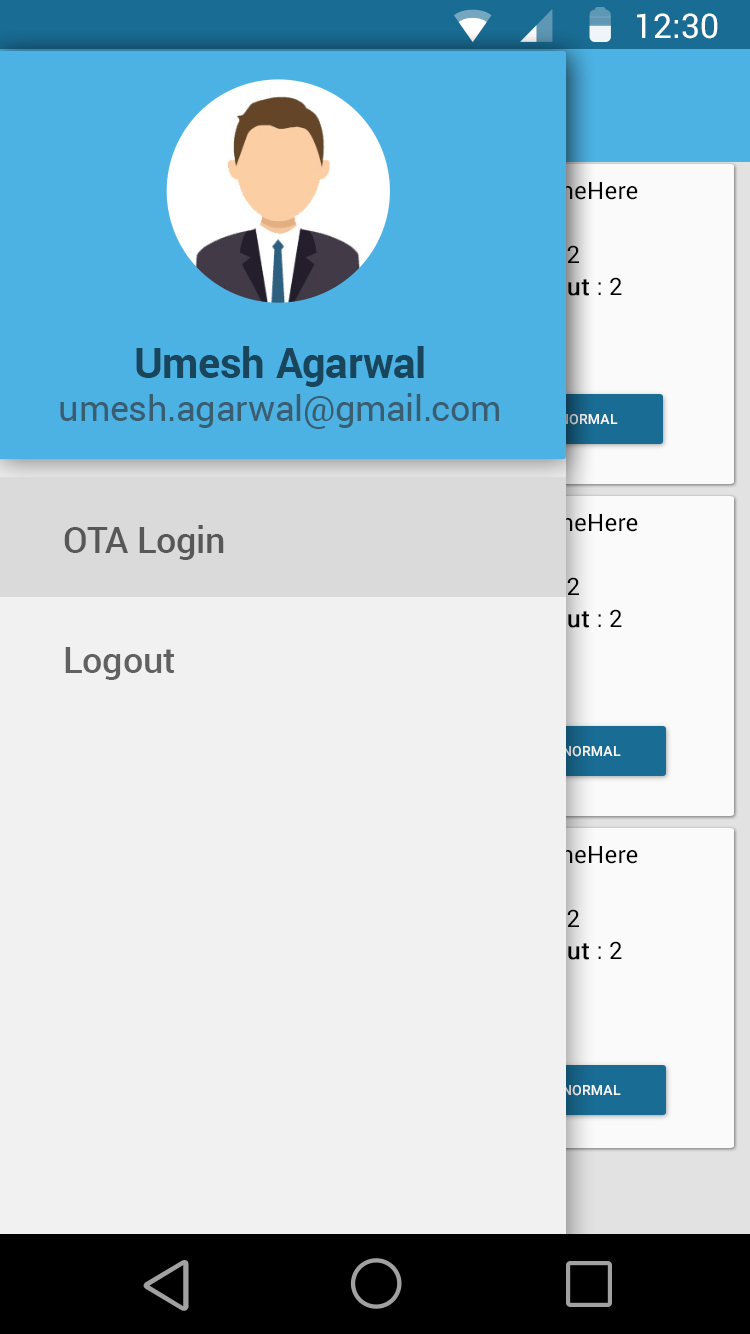 12:30
Umesh Agarwal
umesh.agarwal@gmail.com
OTA Login
Logout
neHere
2
ut : 2
NORMAL
neHere
2
ut : 2
NORMAL
neHere
2
ut : 2
NORMAL